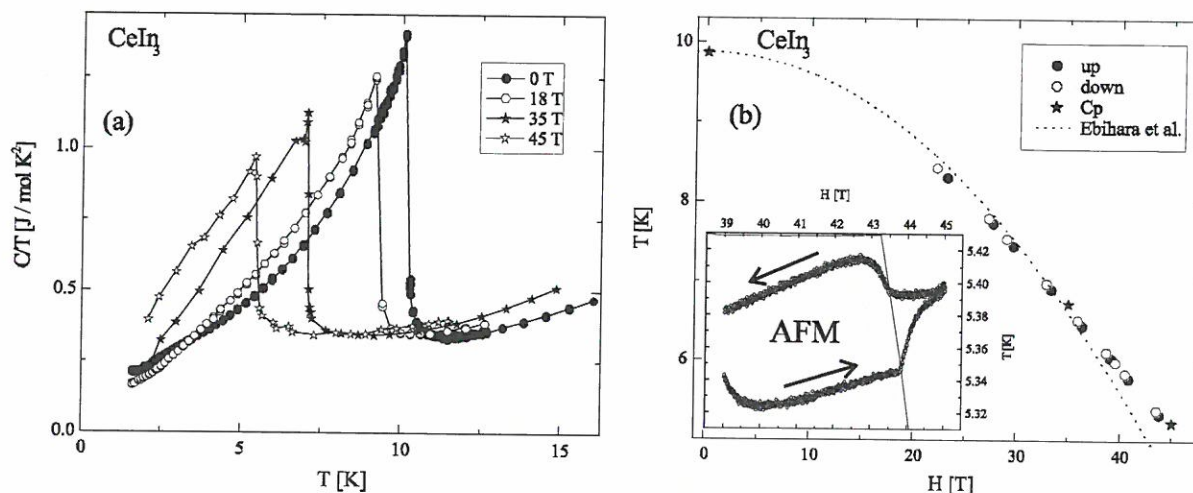 CeIn3
(a)
0 T
18 T
35 T
45 T
C/T [J / mol K2]
1.0
0.5
0.0
0 5 10 15
T [K]
CeIn3
(b)
up
down
Cp
Ebihara et al.
T [K]
10
8
6
0 10 20 30 40
H [T]
H [T]
39 40 41 42 43 44 45
AFM
5.42
5.40
5.38
5.36
5.34
5.32
T [K]